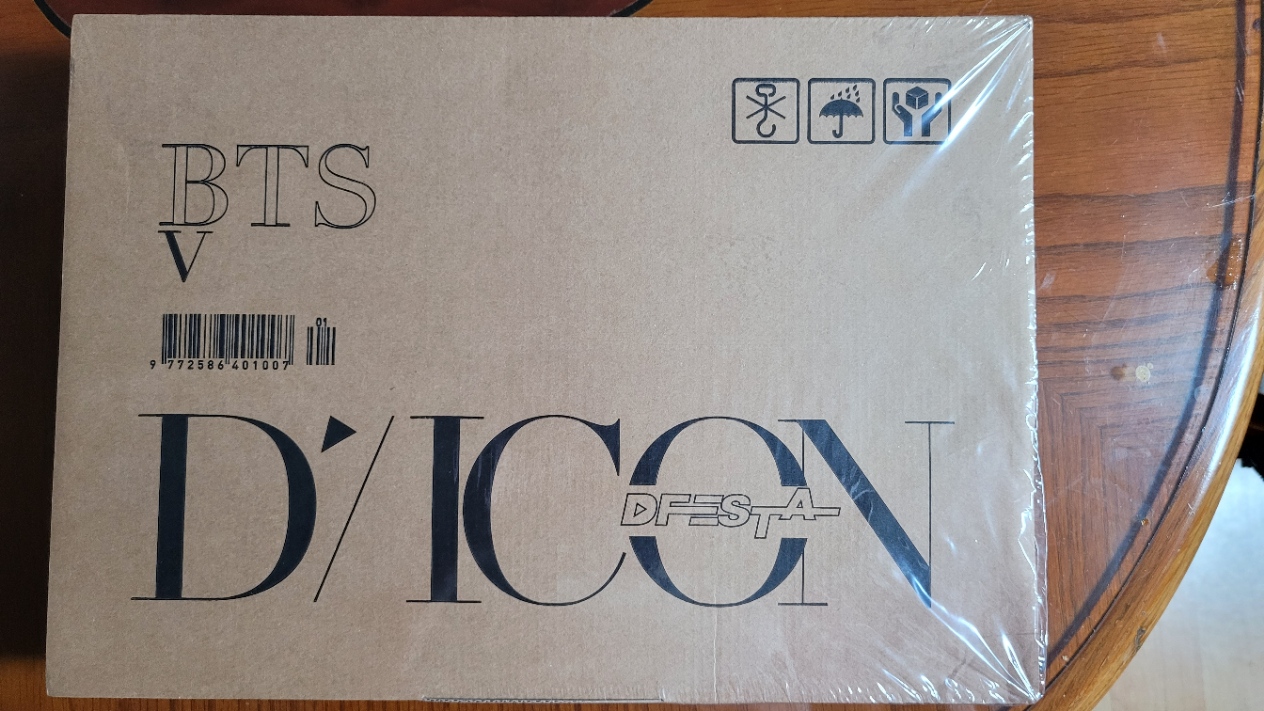 BTS
V
01
9 772586 401007
D'/ICON
DFESTA